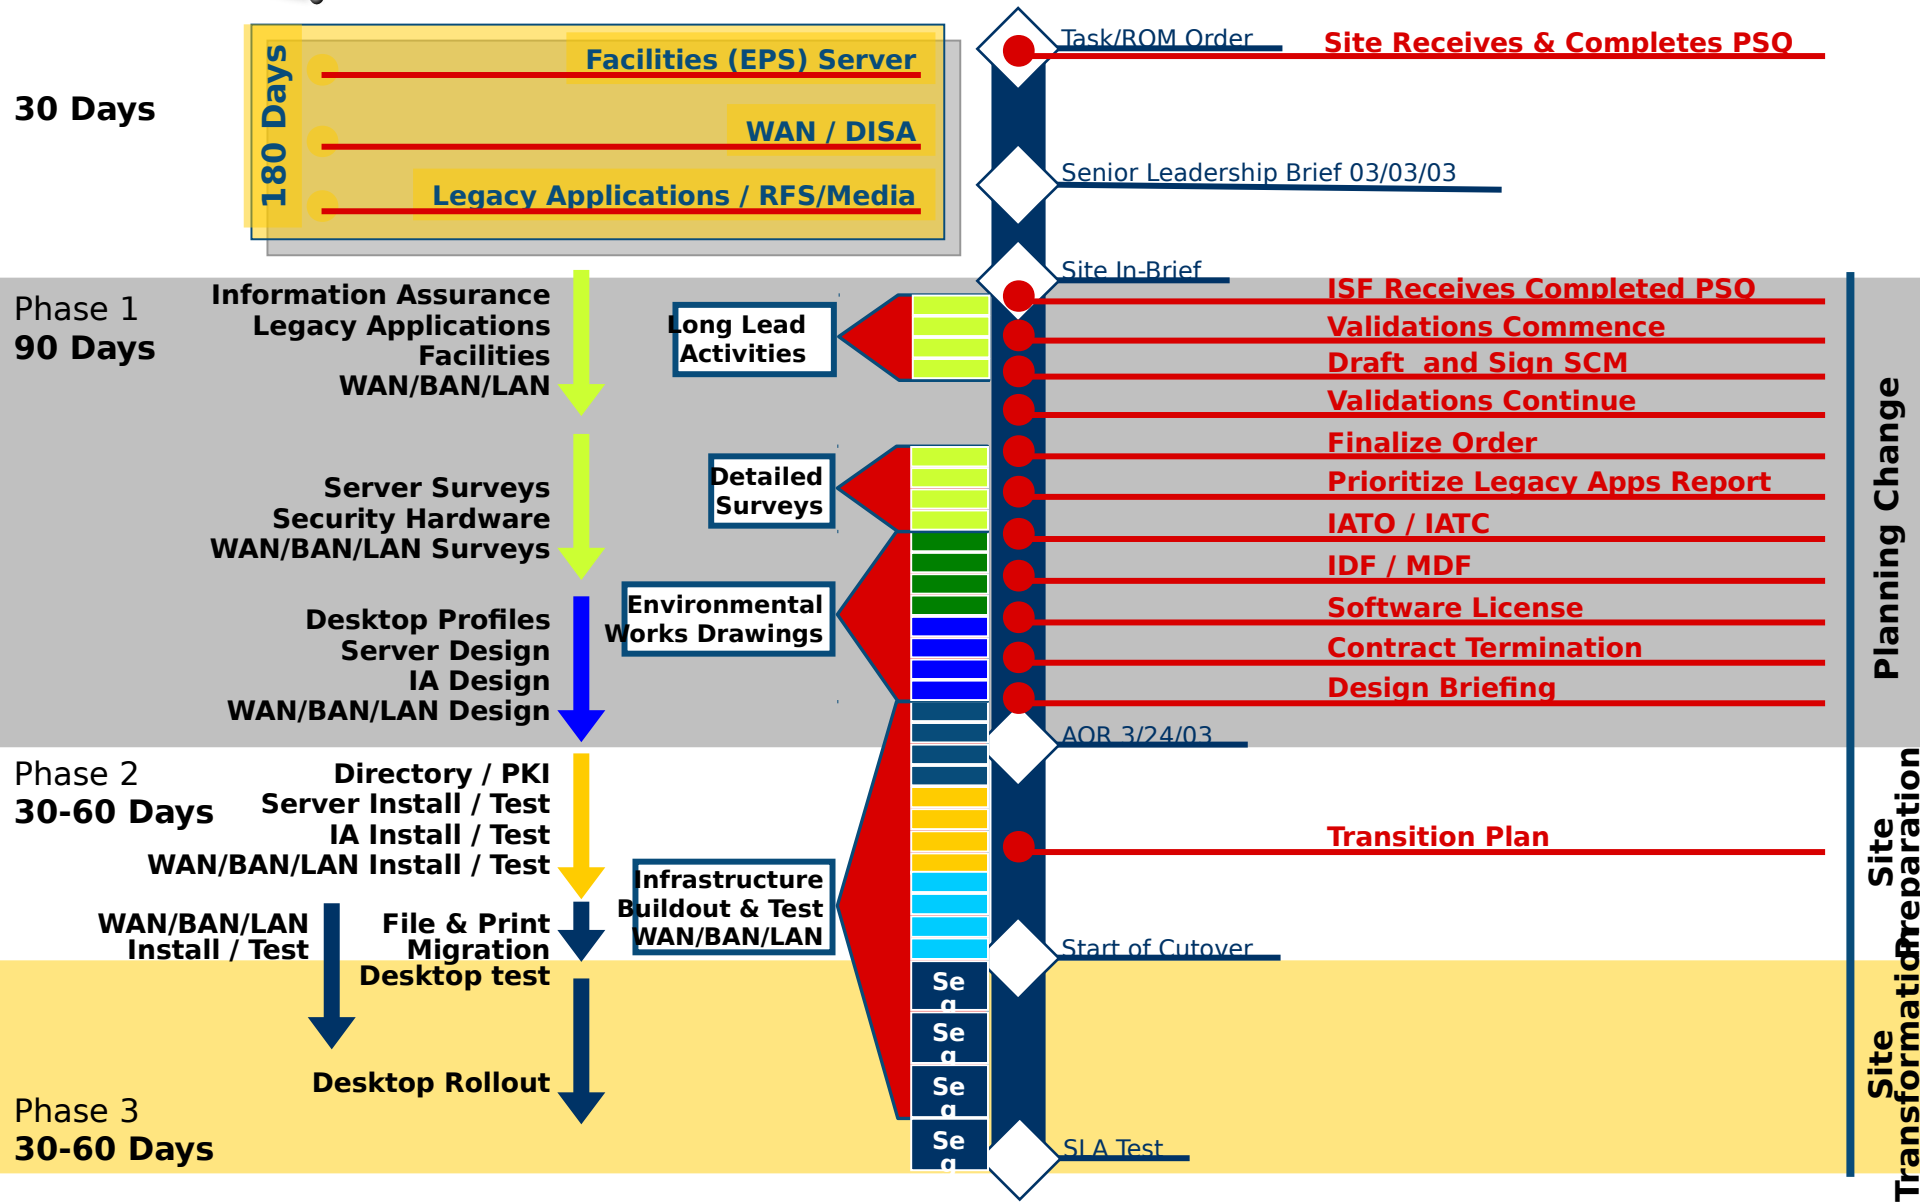 Task/ROM Order
Site Receives & Completes PSQ
Facilities (EPS) Server
30 Days
180 Days
WAN / DISA
Legacy Applications / RFS/Media
Senior Leadership Brief 03/03/03
Site In-Brief
Phase 1
90 Days
Information Assurance
Legacy Applications
Facilities
WAN/BAN/LAN
Long Lead
Activities
ISF Receives Completed PSQ
Validations Commence
Draft  and Sign SCM
Validations Continue
Finalize Order
Prioritize Legacy Apps Report
IATO / IATC
IDF / MDF
Software License
Contract Termination
Design Briefing
Planning Change
Server Surveys
Security Hardware
WAN/BAN/LAN Surveys
Detailed
Surveys
Desktop Profiles
Server Design
IA Design
WAN/BAN/LAN Design
Environmental
Works Drawings
AOR 3/24/03
Phase 2
30-60 Days
Directory / PKI
Server Install / Test
IA Install / Test
WAN/BAN/LAN Install / Test
Transition Plan
Site
Preparation
Infrastructure
Buildout & Test
WAN/BAN/LAN
WAN/BAN/LAN
Install / Test
File & Print
Migration
Desktop test
Start of Cutover
Se
g
Se
g
Se
g
Se
g
Desktop Rollout
Site
Transformation
Phase 3
30-60 Days
SLA Test